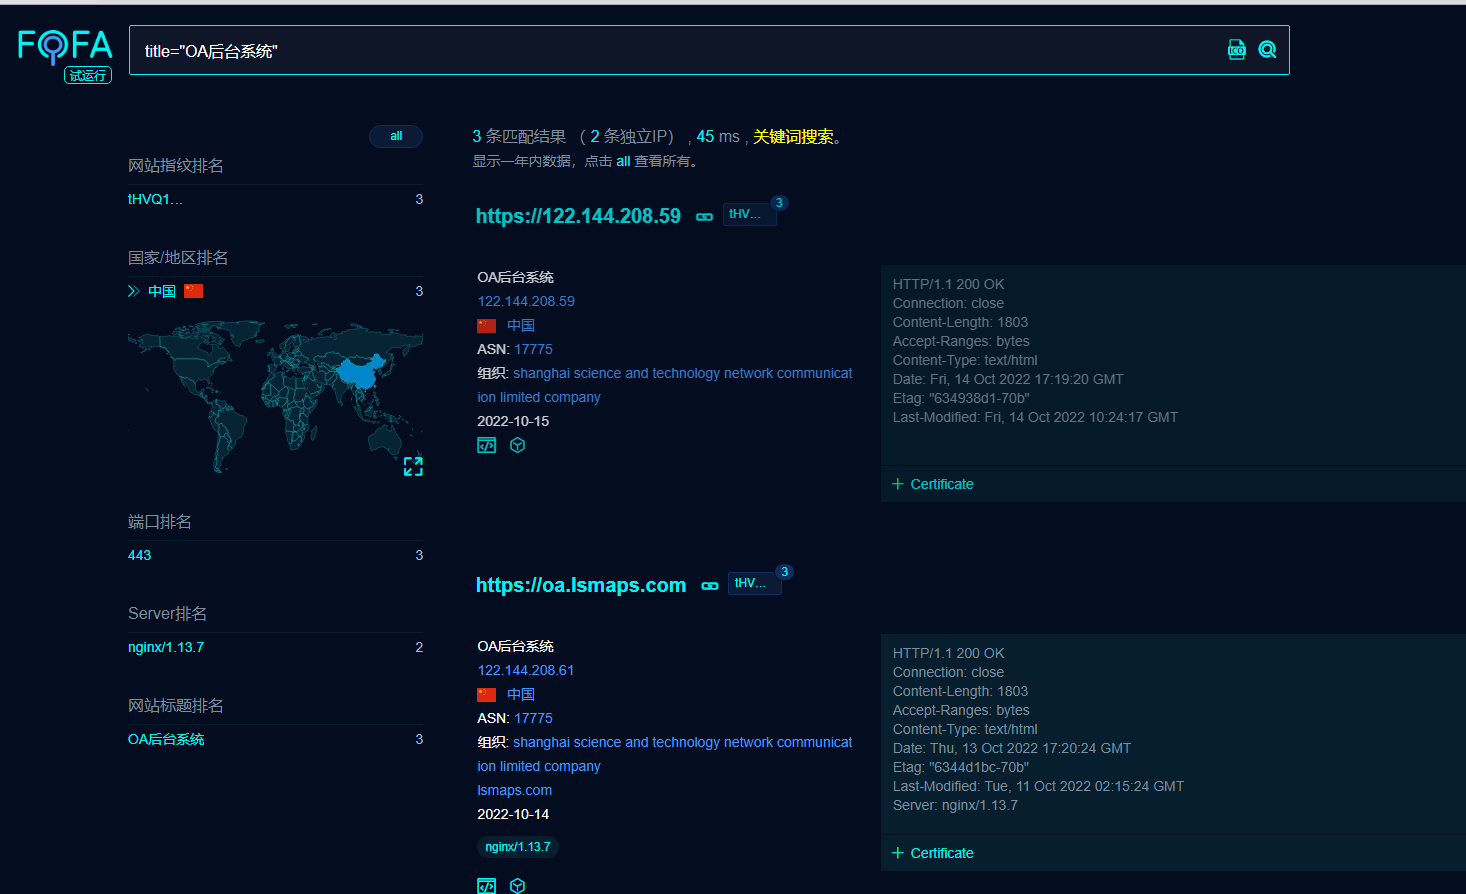 FOFA
试运行
title="OA后台系统"
ICO
all
3 条匹配结果 （ 2 条独立IP） , 45 ms , 关键词搜索。
显示一年内数据，点击 all 查看所有。
网站指纹排名
tHVQ1... 3
国家/地区排名
中国 3
端口排名
443 3
Server排名
nginx/1.13.7 2
网站标题排名
OA后台系统 3
https://122.144.208.59 tHV... 3
OA后台系统
122.144.208.59
中国
ASN: 17775
组织: shanghai science and technology network communicat
ion limited company
2022-10-15
HTTP/1.1 200 OK
Connection: close
Content-Length: 1803
Accept-Ranges: bytes
Content-Type: text/html
Date: Fri, 14 Oct 2022 17:19:20 GMT
Etag: "634938d1-70b"
Last-Modified: Fri, 14 Oct 2022 10:24:17 GMT
+ Certificate
https://oa.lsmaps.com tHV... 3
OA后台系统
122.144.208.61
中国
ASN: 17775
组织: shanghai science and technology network communicat
ion limited company
lsmaps.com
2022-10-14
nginx/1.13.7
HTTP/1.1 200 OK
Connection: close
Content-Length: 1803
Accept-Ranges: bytes
Content-Type: text/html
Date: Thu, 13 Oct 2022 17:20:24 GMT
Etag: "6344d1bc-70b"
Last-Modified: Tue, 11 Oct 2022 02:15:24 GMT
Server: nginx/1.13.7
+ Certificate